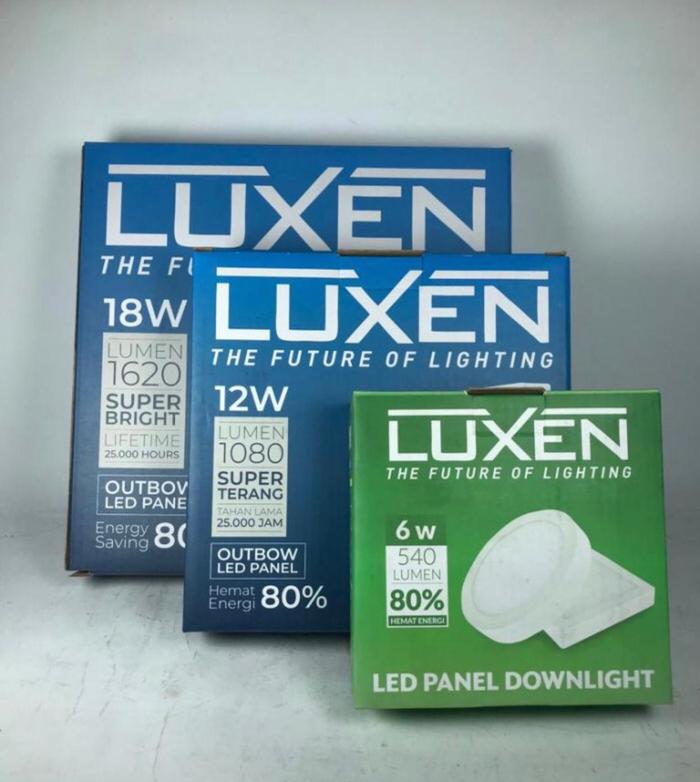 LUXEN
THE FU
18W
LUMEN
1620
SUPER
BRIGHT
LIFETIME
25.000 HOURS
OUTBOW
LED PANE
Energy
Saving 80
LUXEN
THE FUTURE OF LIGHTING
12W
LUMEN
1080
SUPER
TERANG
TAHAN LAMA
25.000 JAM
OUTBOW
LED PANEL
Hemat
Energi 80%
LUXEN
THE FUTURE OF LIGHTING
6 W
540
LUMEN
80%
HEMAT ENERGI
LED PANEL DOWNLIGHT